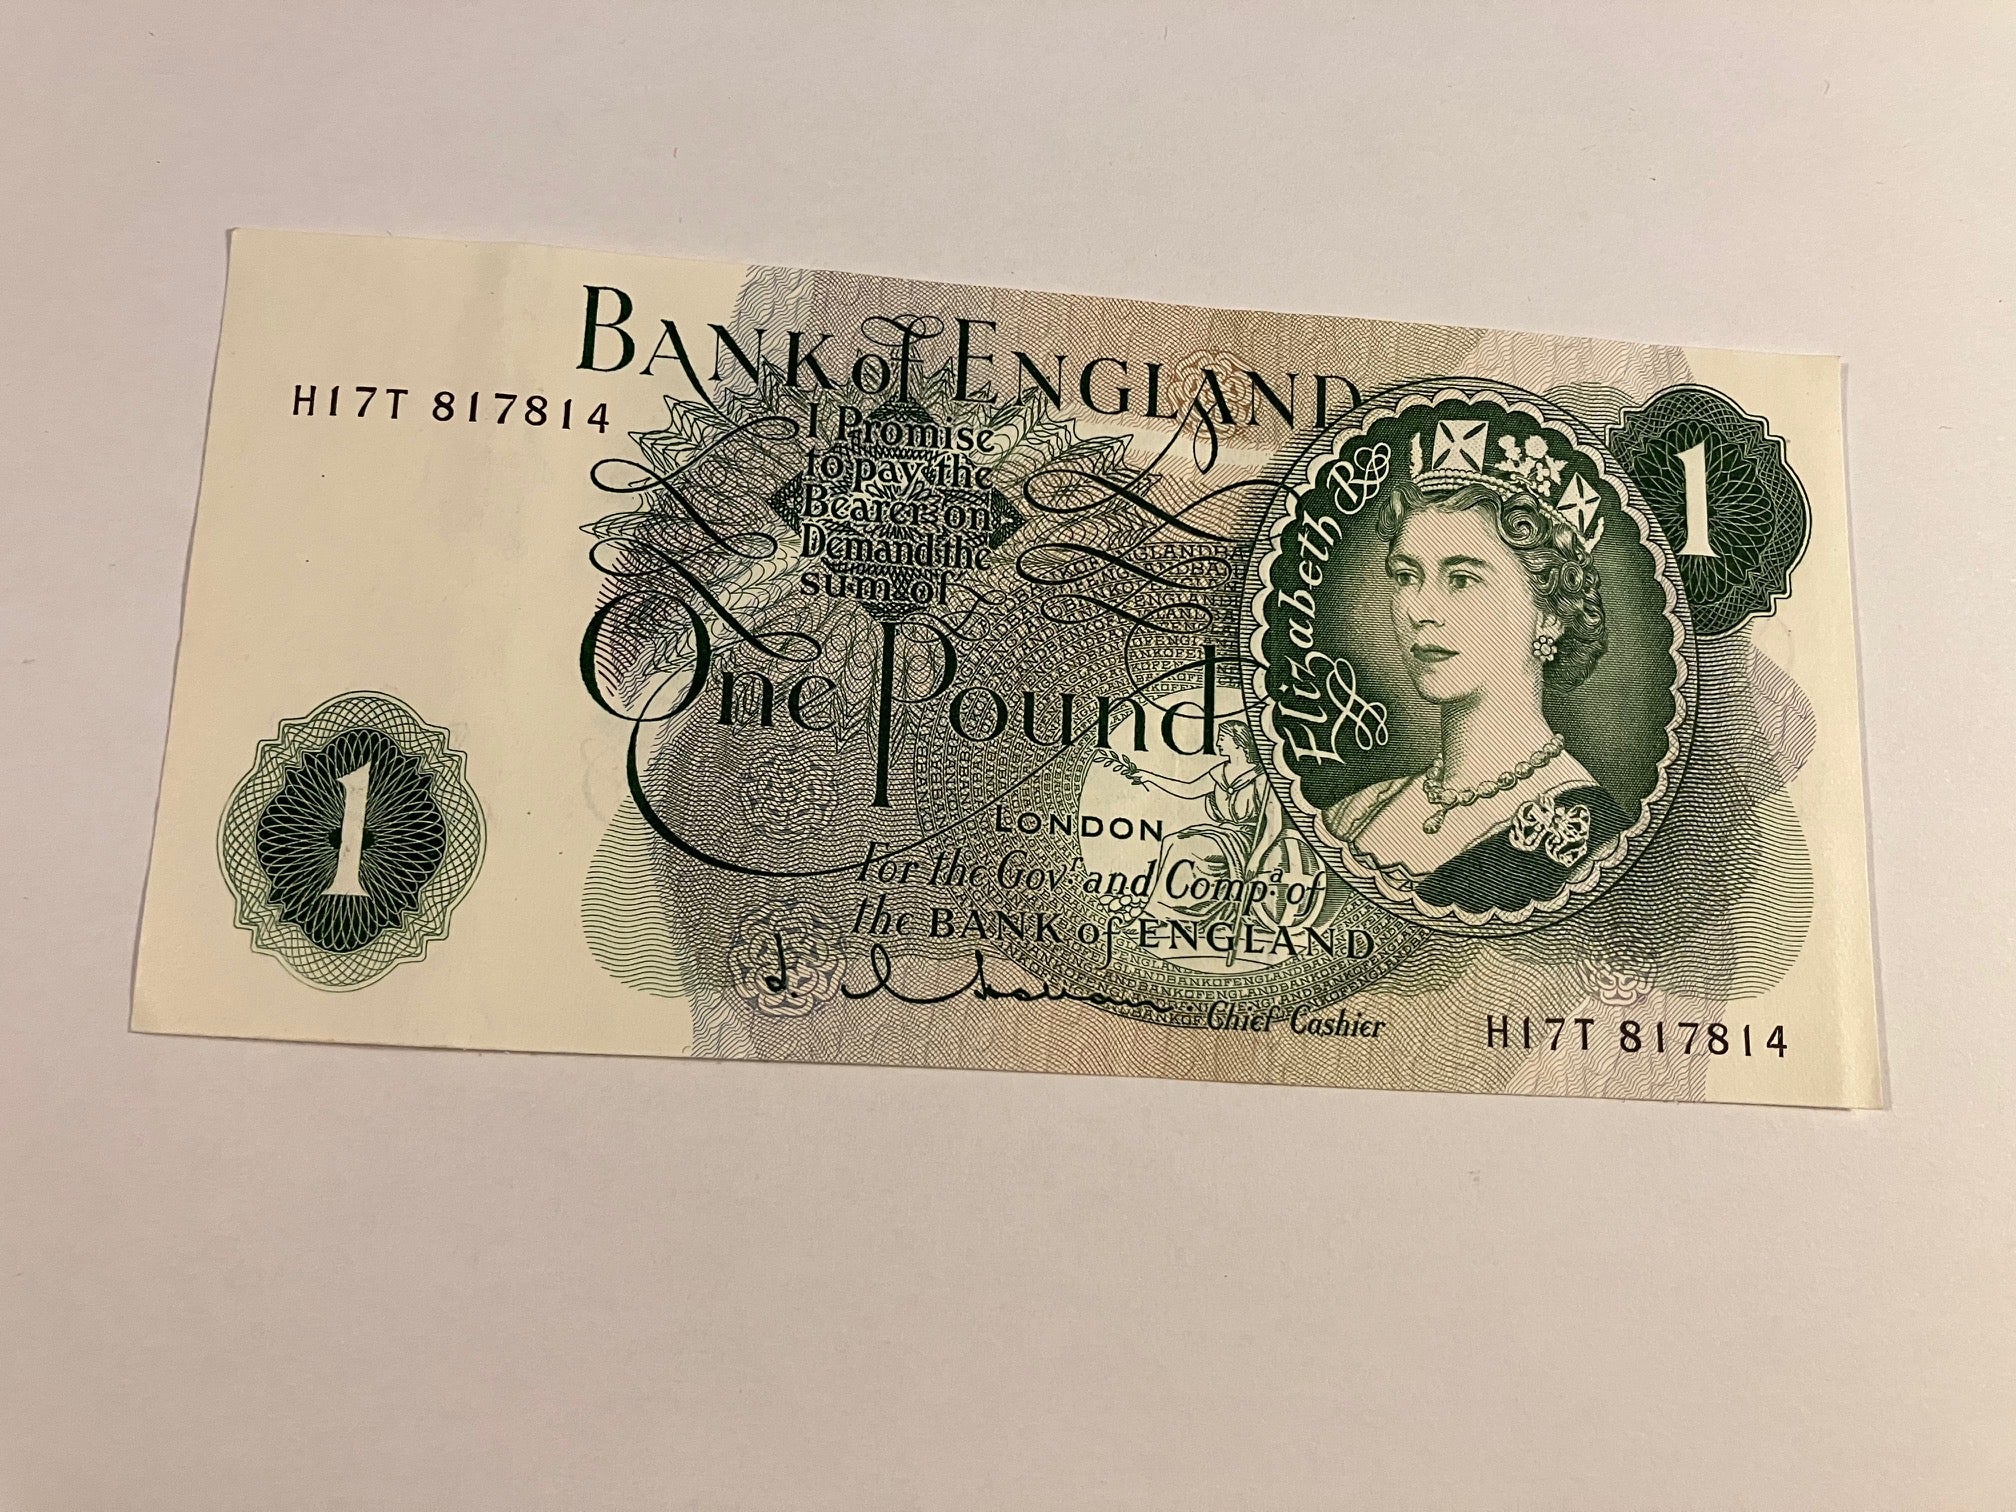 BANK of ENGLAND
H17T 817814
I Promise
to pay the
Bearer on
Demand the
sum of
One Pound
Elizabeth R
1
1
LONDON
For the Govr. and Compa. of
the BANK of ENGLAND
Chief Cashier
H17T 817814